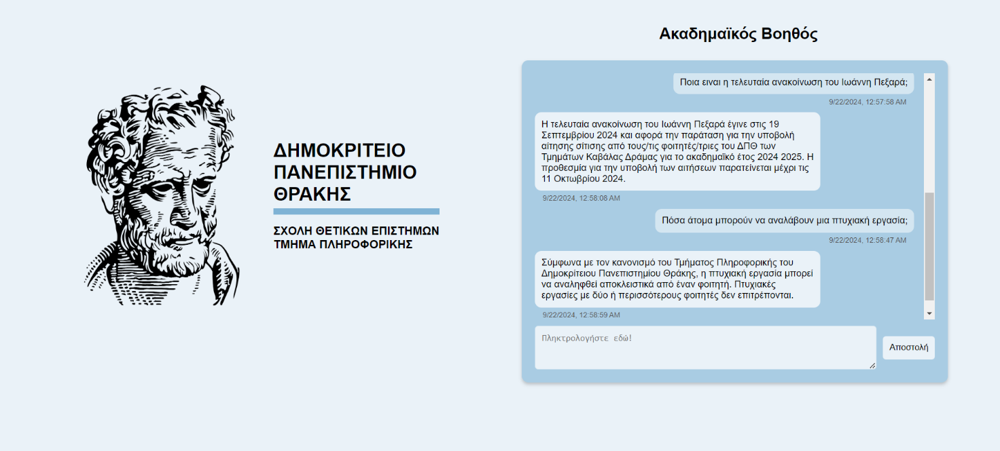 ΔΗΜΟΚΡΙΤΕΙΟ
ΠΑΝΕΠΙΣΤΗΜΙΟ
ΘΡΑΚΗΣ
ΣΧΟΛΗ ΘΕΤΙΚΩΝ ΕΠΙΣΤΗΜΩΝ
ΤΜΗΜΑ ΠΛΗΡΟΦΟΡΙΚΗΣ
Ακαδημαϊκός Βοηθός
Ποια ειναι η τελευταία ανακοίνωση του Ιωάννη Πεξαρά;
9/22/2024, 12:57:58 AM
Η τελευταία ανακοίνωση του Ιωάννη Πεξαρά έγινε στις 19
Σεπτεμβρίου 2024 και αφορά την παράταση για την υποβολή
αίτησης σίτισης από τους/τις φοιτητές/τριες του ΔΠΘ των
Τμημάτων Καβάλας Δράμας για το ακαδημαϊκό έτος 2024 2025. Η
προθεσμία για την υποβολή των αιτήσεων παρατείνεται μέχρι τις
11 Οκτωβρίου 2024.
9/22/2024, 12:58:08 AM
Πόσα άτομα μπορούν να αναλάβουν μια πτυχιακή εργασία;
9/22/2024, 12:58:47 AM
Σύμφωνα με τον κανονισμό του Τμήματος Πληροφορικής του
Δημοκρίτειου Πανεπιστημίου Θράκης, η πτυχιακή εργασία μπορεί
να αναληφθεί αποκλειστικά από έναν φοιτητή. Πτυχιακές
εργασίες με δύο ή περισσότερους φοιτητές δεν επιτρέπονται.
9/22/2024, 12:58:59 AM
Πληκτρολογήστε εδώ!
Αποστολή